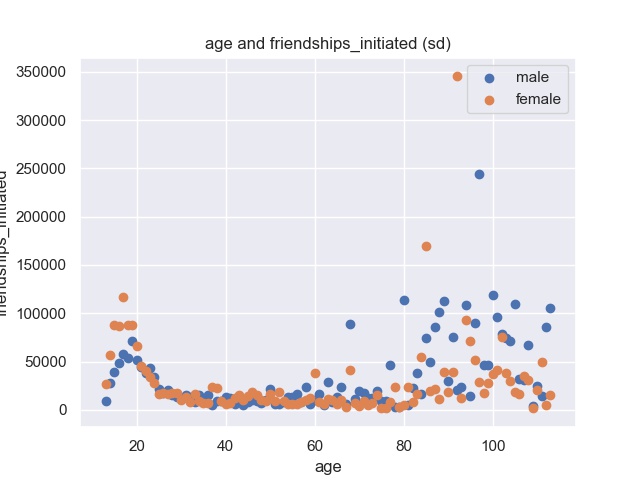 age and friendships_initiated (sd)
male
female
350000
300000
250000
200000
150000
100000
50000
0
friendships_initiated
20
40
60
80
100
age